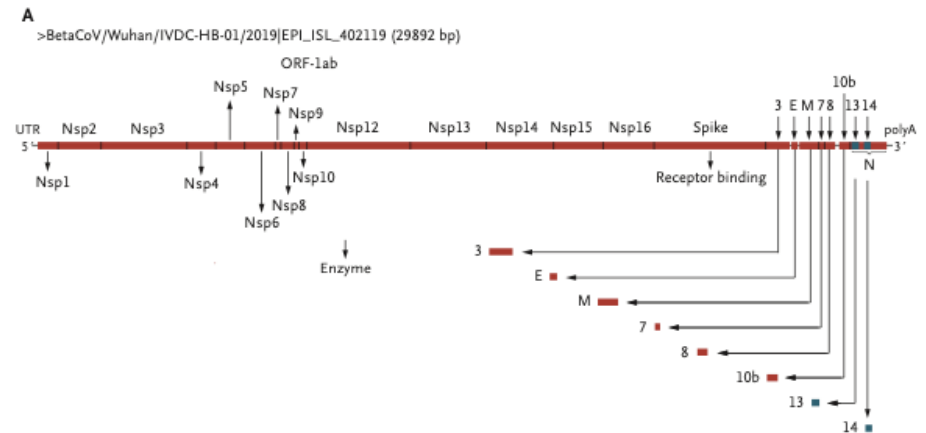 A
>BetaCoV/Wuhan/IVDC-HB-01/2019|EPI_ISL_402119 (29892 bp)
ORF-1ab
Nsp5 Nsp7 10b
Nsp9 3 E M 7 8 13 14
UTR Nsp2 Nsp3 Nsp12 Nsp13 Nsp14 Nsp15 Nsp16 Spike polyA
5' 3'
Nsp1 Nsp4 Nsp10 Receptor binding N
Nsp8
Nsp6
3
Enzyme E
M
7
8
10b
13
14